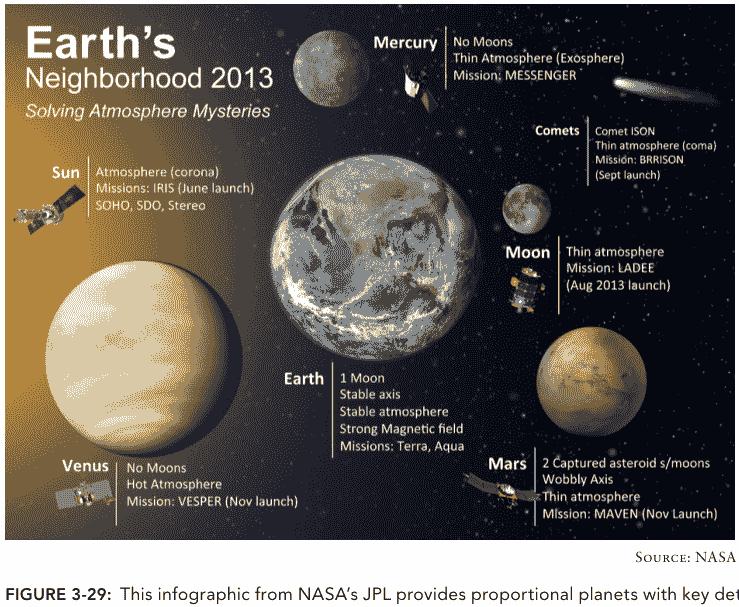 Earth's
Neighborhood 2013
Solving Atmosphere Mysteries
Mercury
No Moons
Thin Atmosphere (Exosphere)
Mission: MESSENGER
Comets
Comet ISON
Thin atmosphere (coma)
Mission: BRRISON
(Sept launch)
Sun
Atmosphere (corona)
Missions: IRIS (June launch)
SOHO, SDO, Stereo
Moon
Thin atmosphere
Mission: LADEE
(Aug 2013 launch)
Earth
1 Moon
Stable axis
Stable atmosphere
Strong Magnetic field
Missions: Terra, Aqua
Venus
No Moons
Hot Atmosphere
Mission: VESPER (Nov launch)
Mars
2 Captured asteroid s/moons
Wobbly Axis
Thin atmosphere
Mission: MAVEN (Nov Launch)
SOURCE: NASA
FIGURE 3-29: This infographic from NASA's JPL provides proportional planets with key det